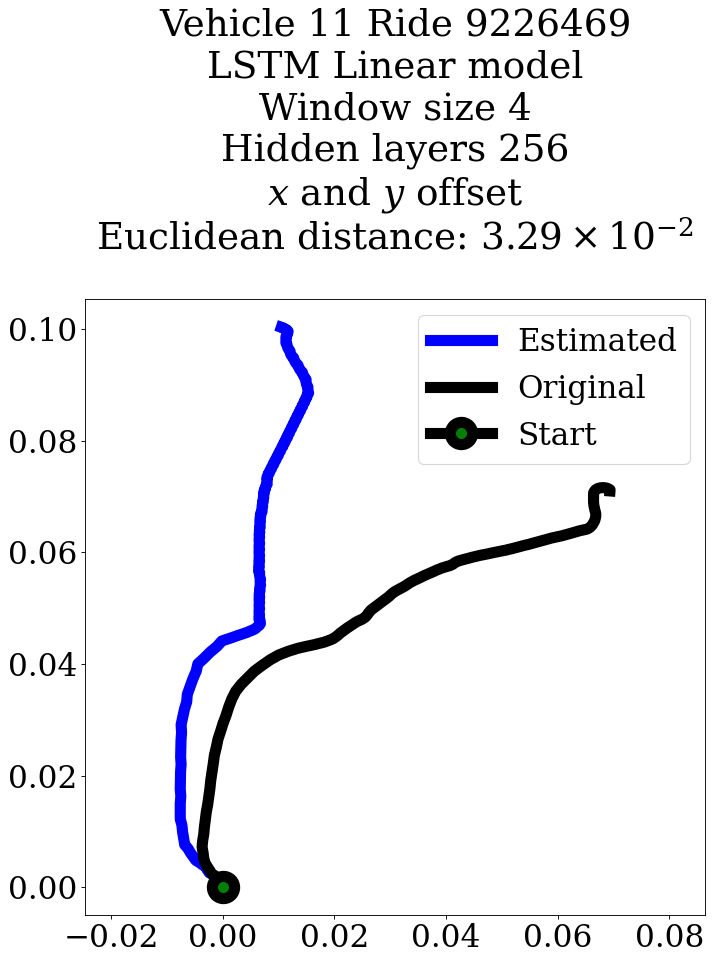 Vehicle 11 Ride 9226469
LSTM Linear model
Window size 4
Hidden layers 256
x and y offset
Euclidean distance: 3.29 × 10⁻²
Estimated
Original
Start
0.10
0.08
0.06
0.04
0.02
0.00
−0.02 0.00 0.02 0.04 0.06 0.08